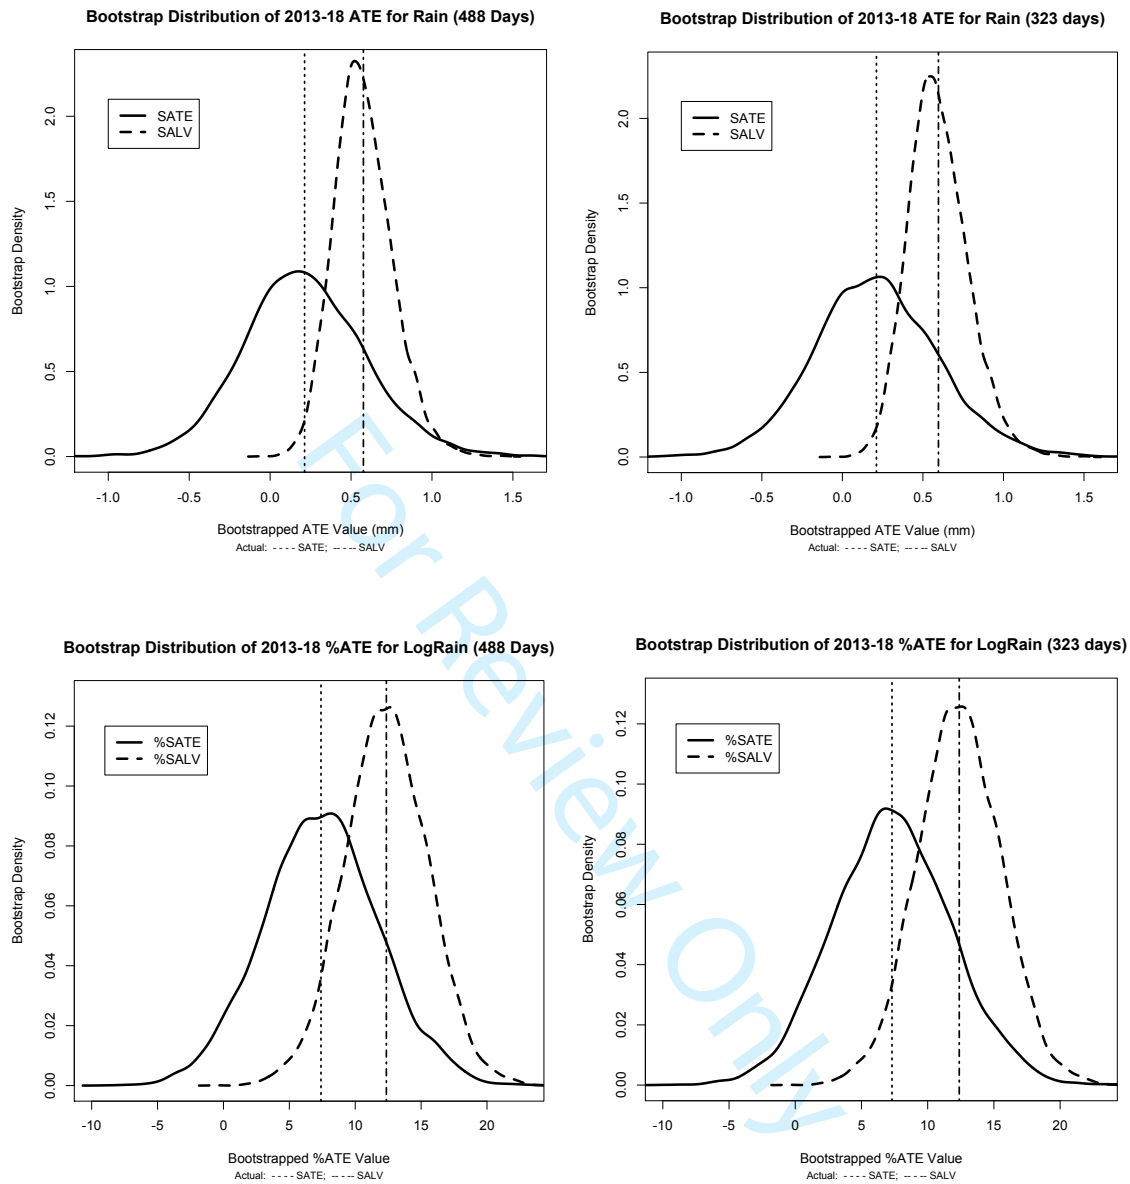 Bootstrap Distribution of 2013-18 ATE for Rain (488 Days)
Bootstrap Density
0.0 0.5 1.0 1.5 2.0
SATE
SALV
-1.0 -0.5 0.0 0.5 1.0 1.5
Bootstrapped ATE Value (mm)
Actual: - - - - SATE; -- - -- SALV
Bootstrap Distribution of 2013-18 ATE for Rain (323 days)
Bootstrap Density
0.0 0.5 1.0 1.5 2.0
SATE
SALV
-1.0 -0.5 0.0 0.5 1.0 1.5
Bootstrapped ATE Value (mm)
Actual: - - - - SATE; -- - -- SALV
Bootstrap Distribution of 2013-18 %ATE for LogRain (488 Days)
Bootstrap Density
0.00 0.02 0.04 0.06 0.08 0.10 0.12
%SATE
%SALV
-10 -5 0 5 10 15 20
Bootstrapped %ATE Value
Actual: - - - - SATE; -- - -- SALV
Bootstrap Distribution of 2013-18 %ATE for LogRain (323 days)
Bootstrap Density
0.00 0.02 0.04 0.06 0.08 0.10 0.12
%SATE
%SALV
-10 -5 0 5 10 15 20
Bootstrapped %ATE Value
Actual: - - - - SATE; -- - -- SALV
For Review Only